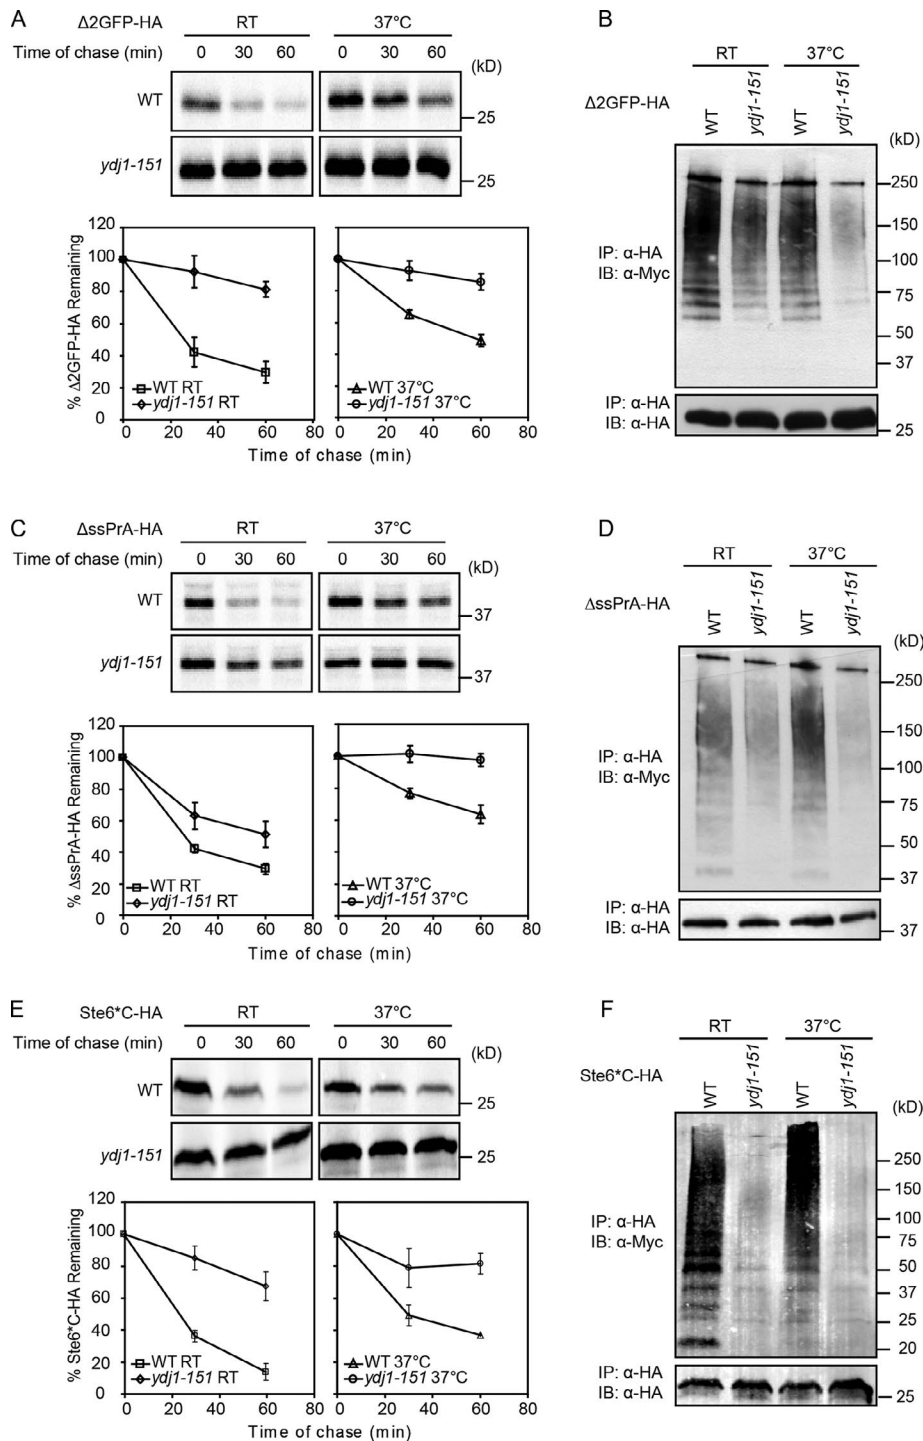 A
Δ2GFP-HA
RT
37°C
Time of chase (min)
0 30 60
0 30 60
(kD)
WT
25
ydj1-151
25
% Δ2GFP-HA Remaining
120
100
80
60
40
20
0
WT RT
ydj1-151 RT
WT 37°C
ydj1-151 37°C
0 20 40 60 80
0 20 40 60 80
Time of chase (min)
B
RT
37°C
Δ2GFP-HA
WT
ydj1-151
WT
ydj1-151
(kD)
250
150
100
75
50
37
IP: α-HA
IB: α-Myc
IP: α-HA
IB: α-HA
25
C
ΔssPrA-HA
RT
37°C
Time of chase (min)
0 30 60
0 30 60
(kD)
WT
37
ydj1-151
37
% ΔssPrA-HA Remaining
120
100
80
60
40
20
0
WT RT
ydj1-151 RT
WT 37°C
ydj1-151 37°C
0 20 40 60 80
0 20 40 60 80
Time of chase (min)
D
RT
37°C
ΔssPrA-HA
WT
ydj1-151
WT
ydj1-151
(kD)
250
150
75
50
37
IP: α-HA
IB: α-Myc
IP: α-HA
IB: α-HA
37
E
Ste6*C-HA
RT
37°C
Time of chase (min)
0 30 60
0 30 60
(kD)
WT
25
ydj1-151
25
% Ste6*C-HA Remaining
120
100
80
60
40
20
0
WT RT
ydj1-151 RT
WT 37°C
ydj1-151 37°C
0 20 40 60 80
0 20 40 60 80
Time of chase (min)
F
RT
37°C
Ste6*C-HA
WT
ydj1-151
WT
ydj1-151
(kD)
250
150
100
75
50
37
25
20
IP: α-HA
IB: α-Myc
IP: α-HA
IB: α-HA
25